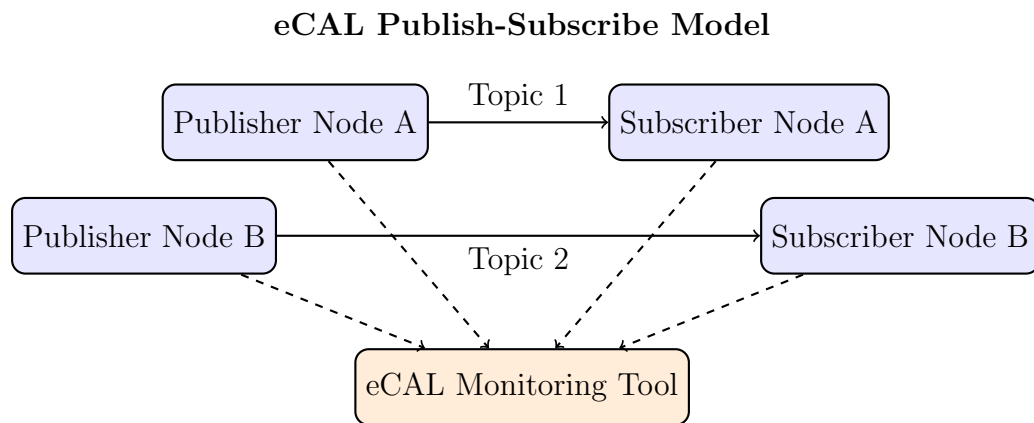 eCAL Publish-Subscribe Model
Topic 1
Publisher Node A
Subscriber Node A
Publisher Node B
Subscriber Node B
Topic 2
eCAL Monitoring Tool